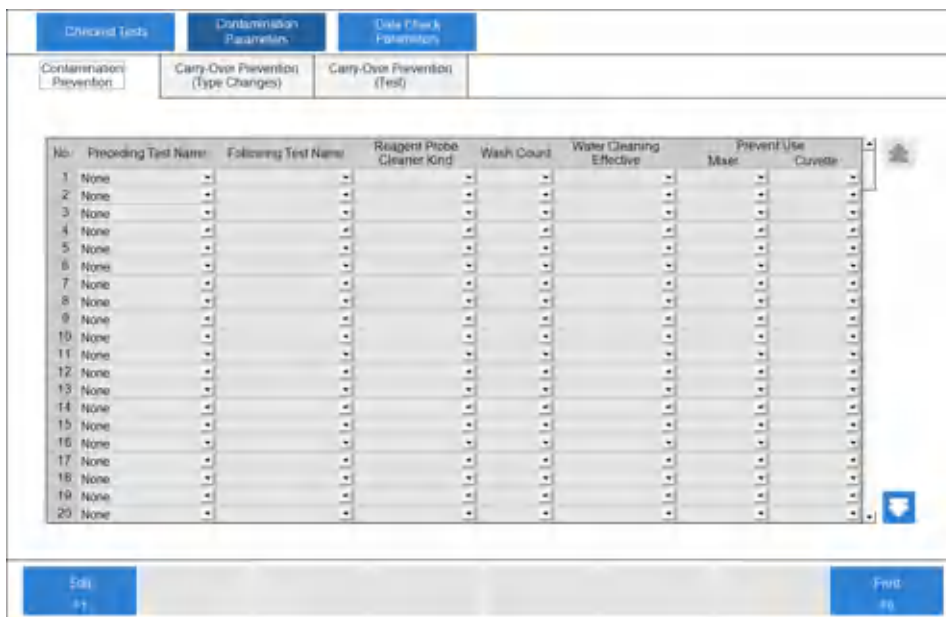 Checked Tests
Contamination
Parameters
Data Check
Parameters
Contamination
Prevention
Carry-Over Prevention
(Type Changes)
Carry-Over Prevention
(Test)
No. Preceding Test Name Following Test Name Reagent Probe Cleaner Kind Wash Count Water Cleaning Effective Prevent Use Mixer Cuvette
1 None
2 None
3 None
4 None
5 None
6 None
7 None
8 None
9 None
10 None
11 None
12 None
13 None
14 None
15 None
16 None
17 None
18 None
19 None
20 None
Edit
F1
Print